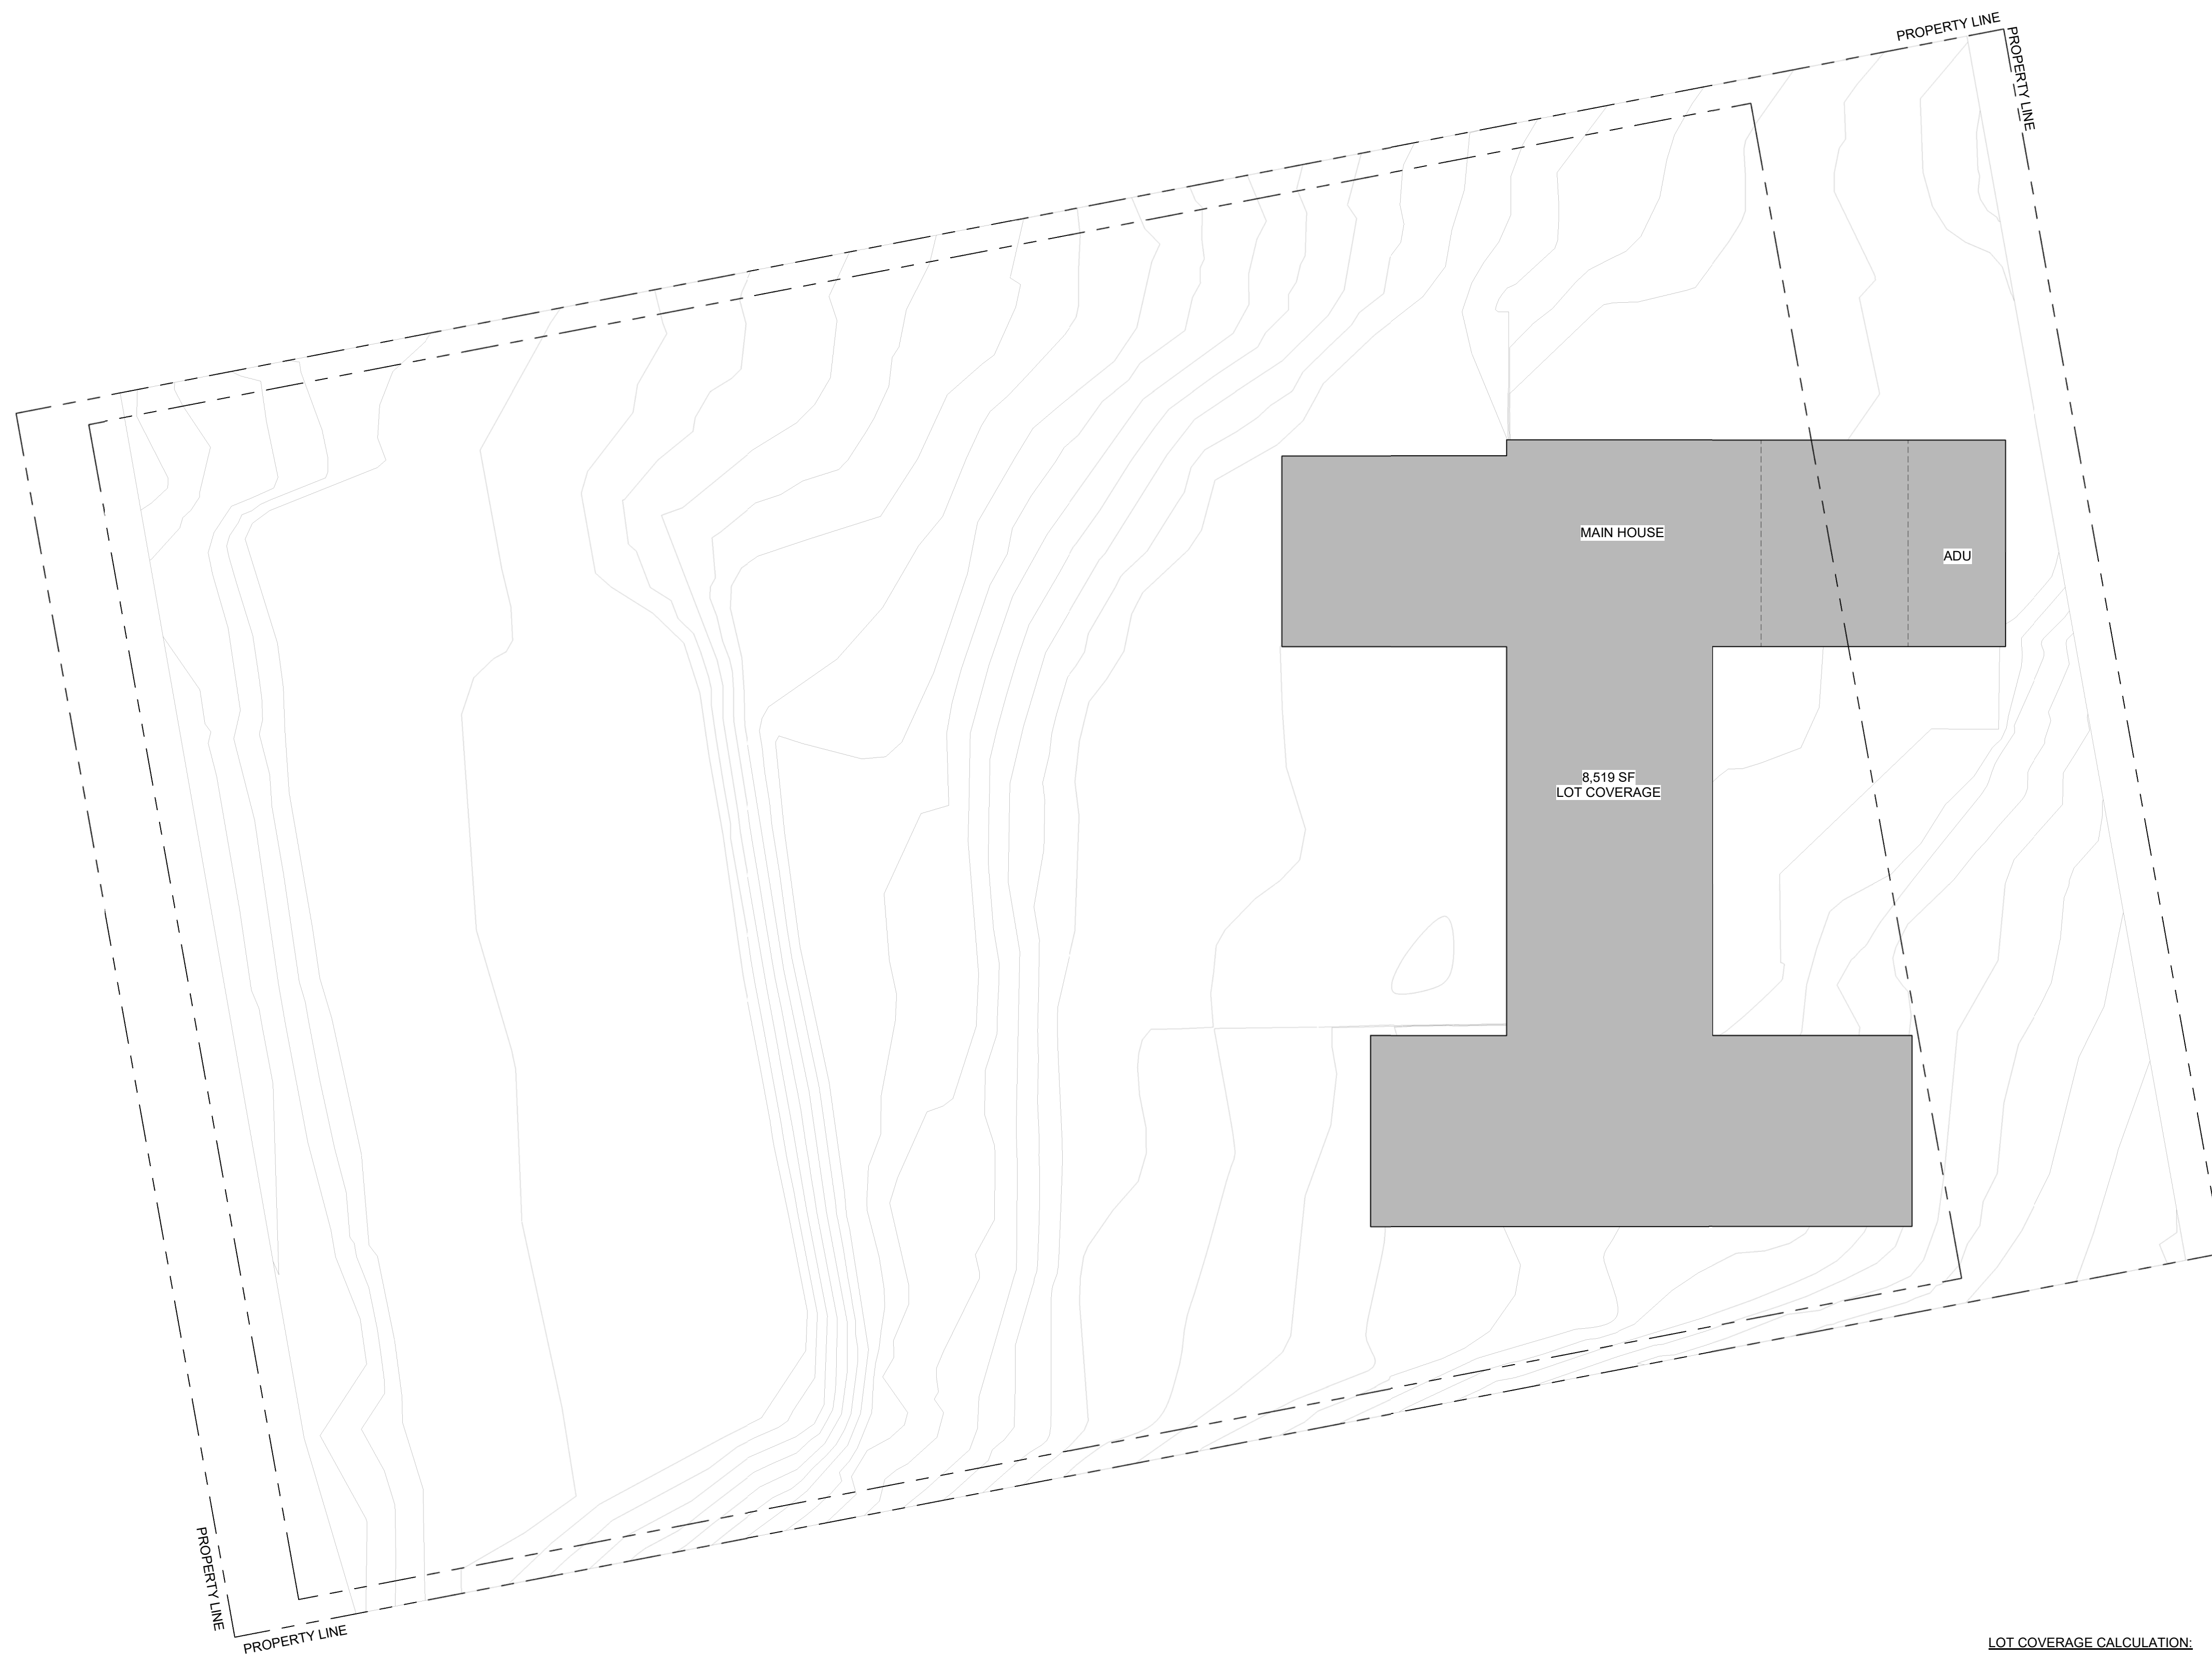 PROPERTY LINE
PROPERTY LINE
MAIN HOUSE
ADU
8,519 SF
LOT COVERAGE
PROPERTY LINE
PROPERTY LINE
LOT COVERAGE CALCULATION: